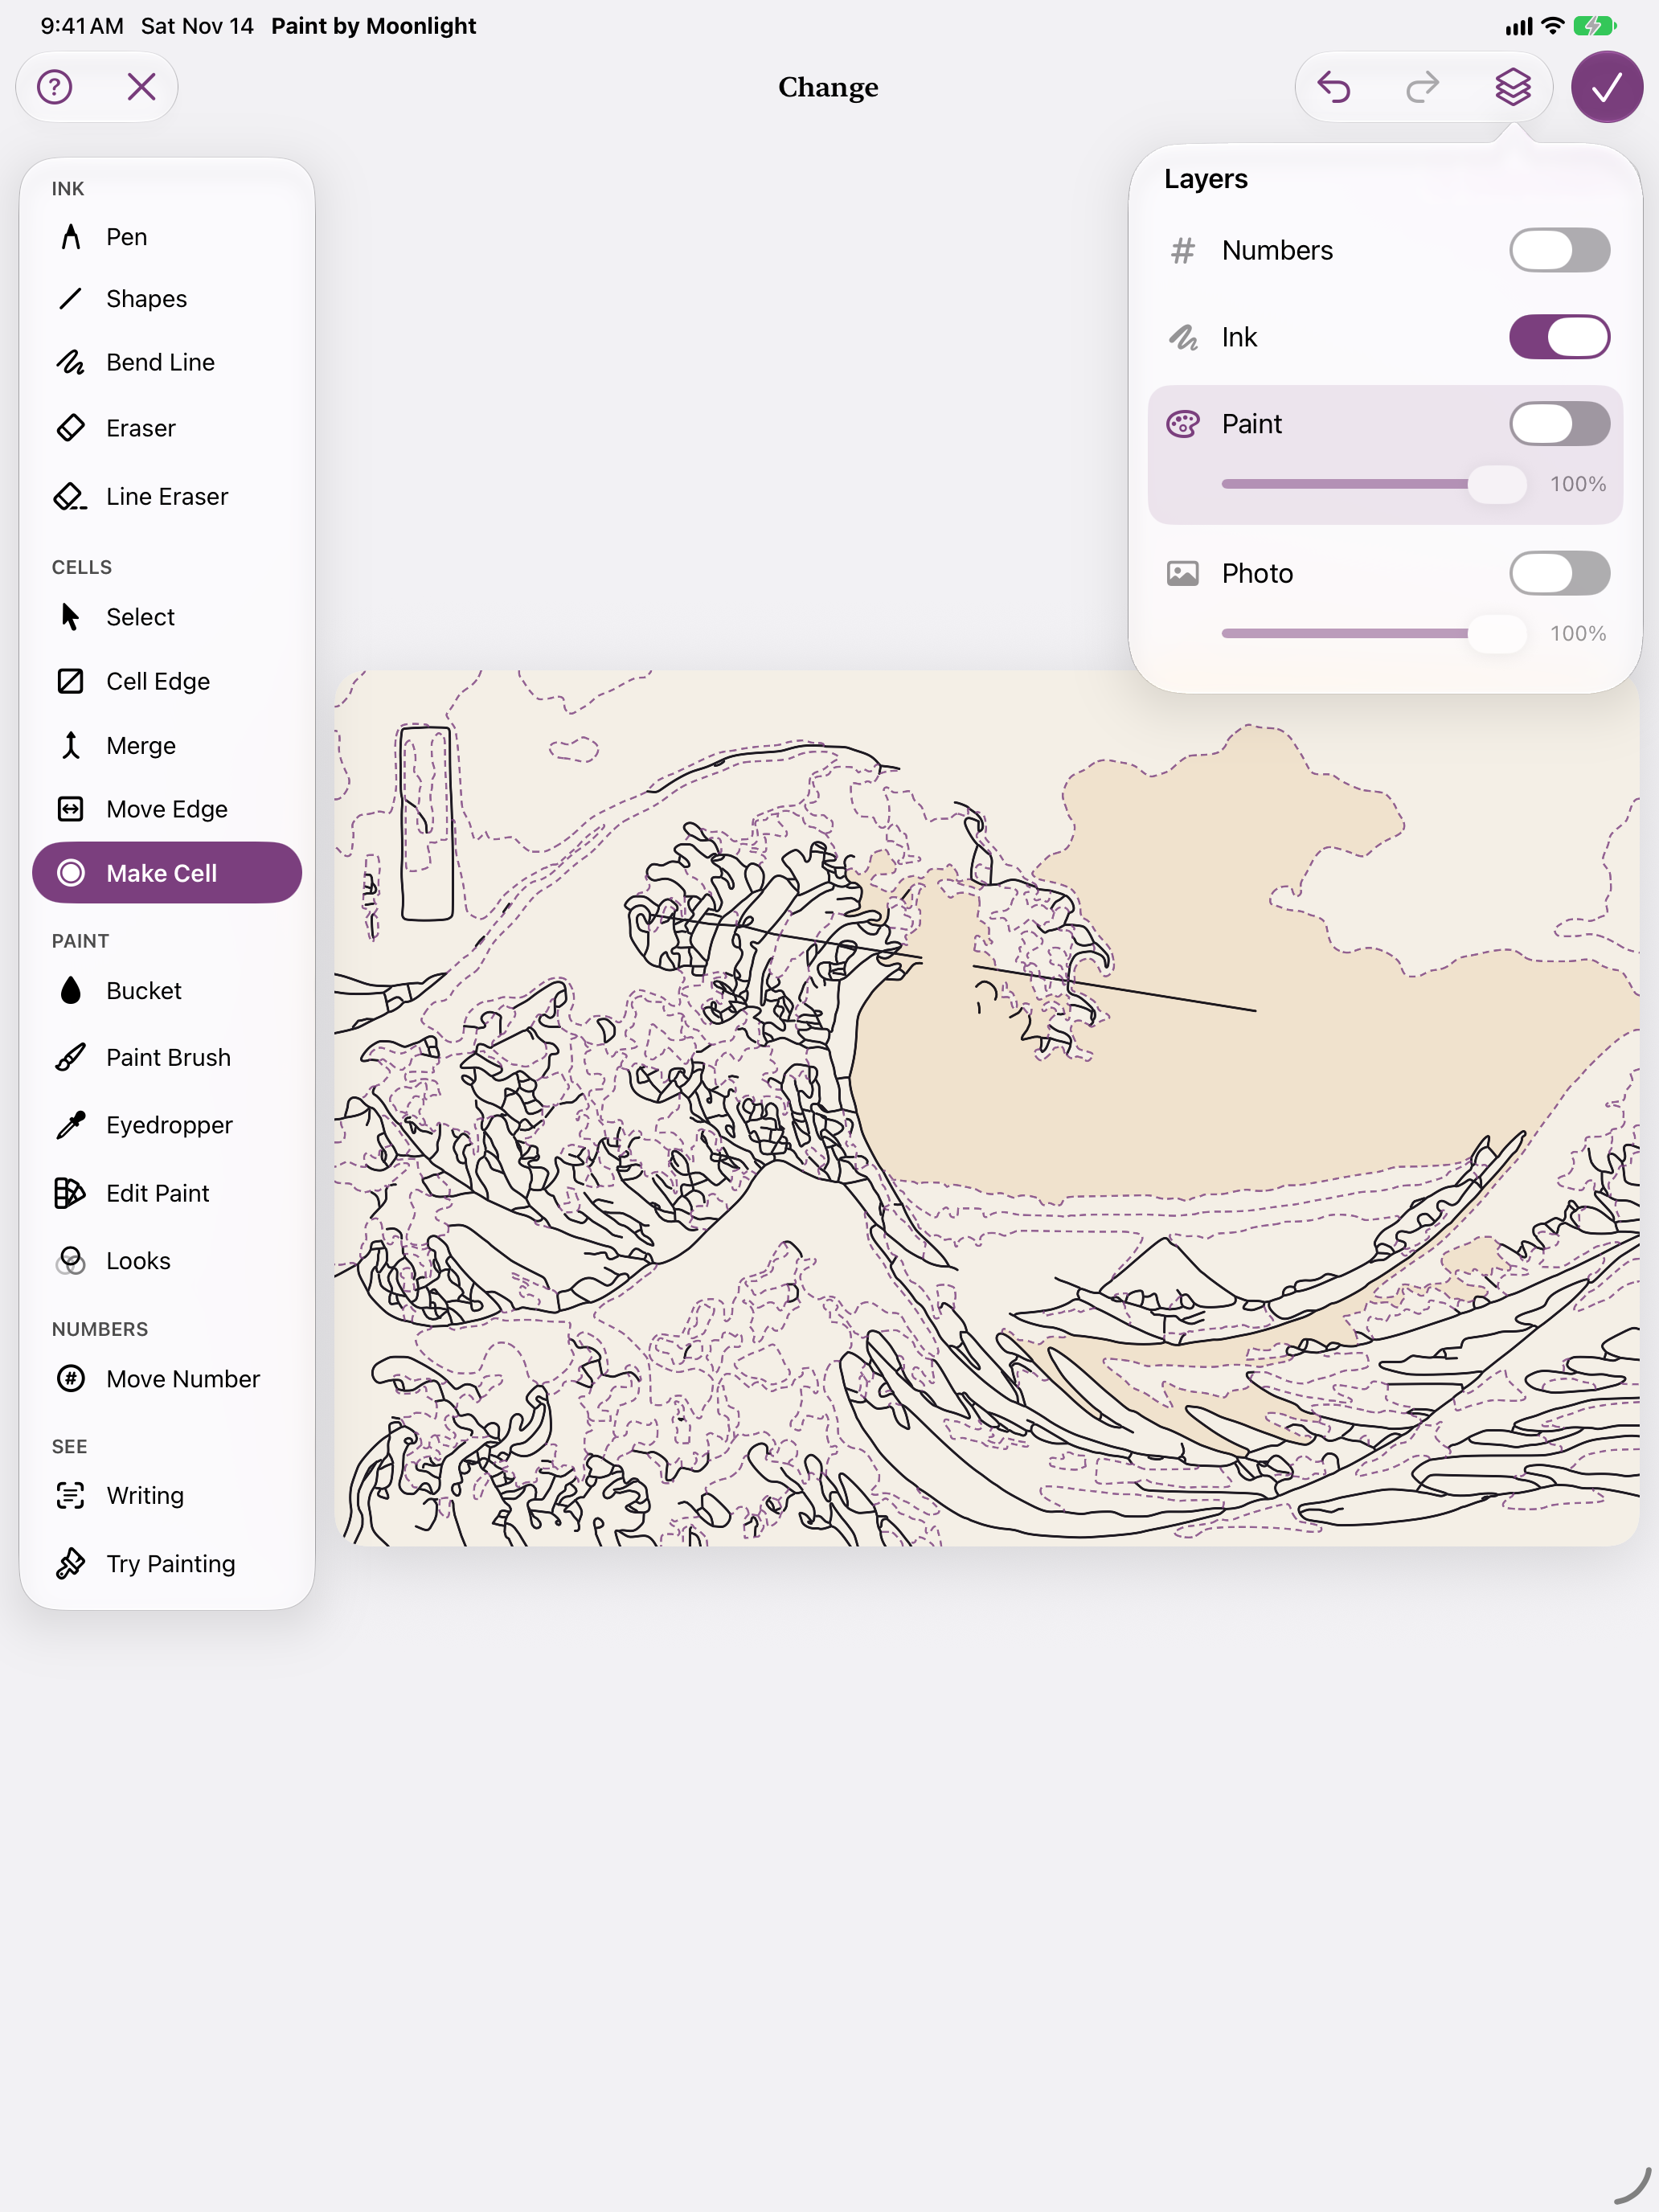 9:41 AM Sat Nov 14 Paint by Moonlight
Change
INK
Pen
Shapes
Bend Line
Eraser
Line Eraser
CELLS
Select
Cell Edge
Merge
Move Edge
Make Cell
PAINT
Bucket
Paint Brush
Eyedropper
Edit Paint
Looks
NUMBERS
Move Number
SEE
Writing
Try Painting
Layers
Numbers
Ink
Paint
100%
Photo
100%